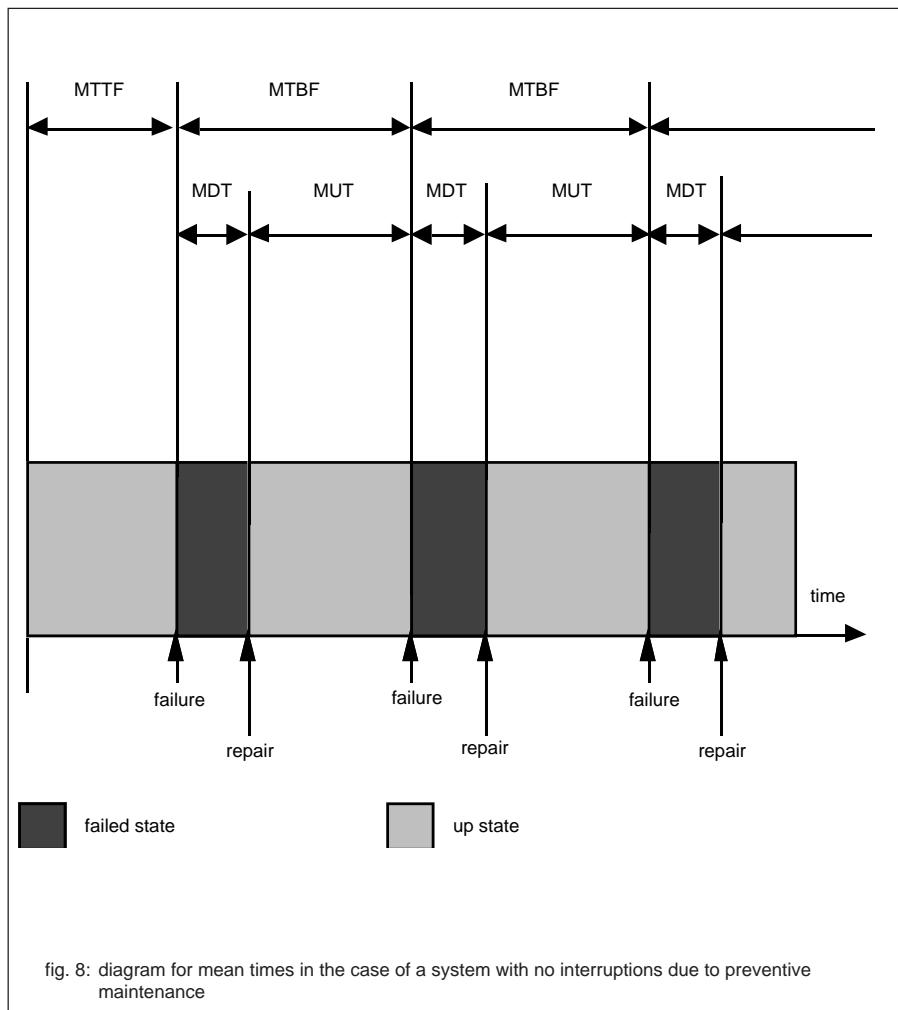 MTTF MTBF MTBF
MDT MUT MDT MUT MDT
time
failure failure failure
repair repair repair
failed state up state
fig. 8: diagram for mean times in the case of a system with no interruptions due to preventive
maintenance